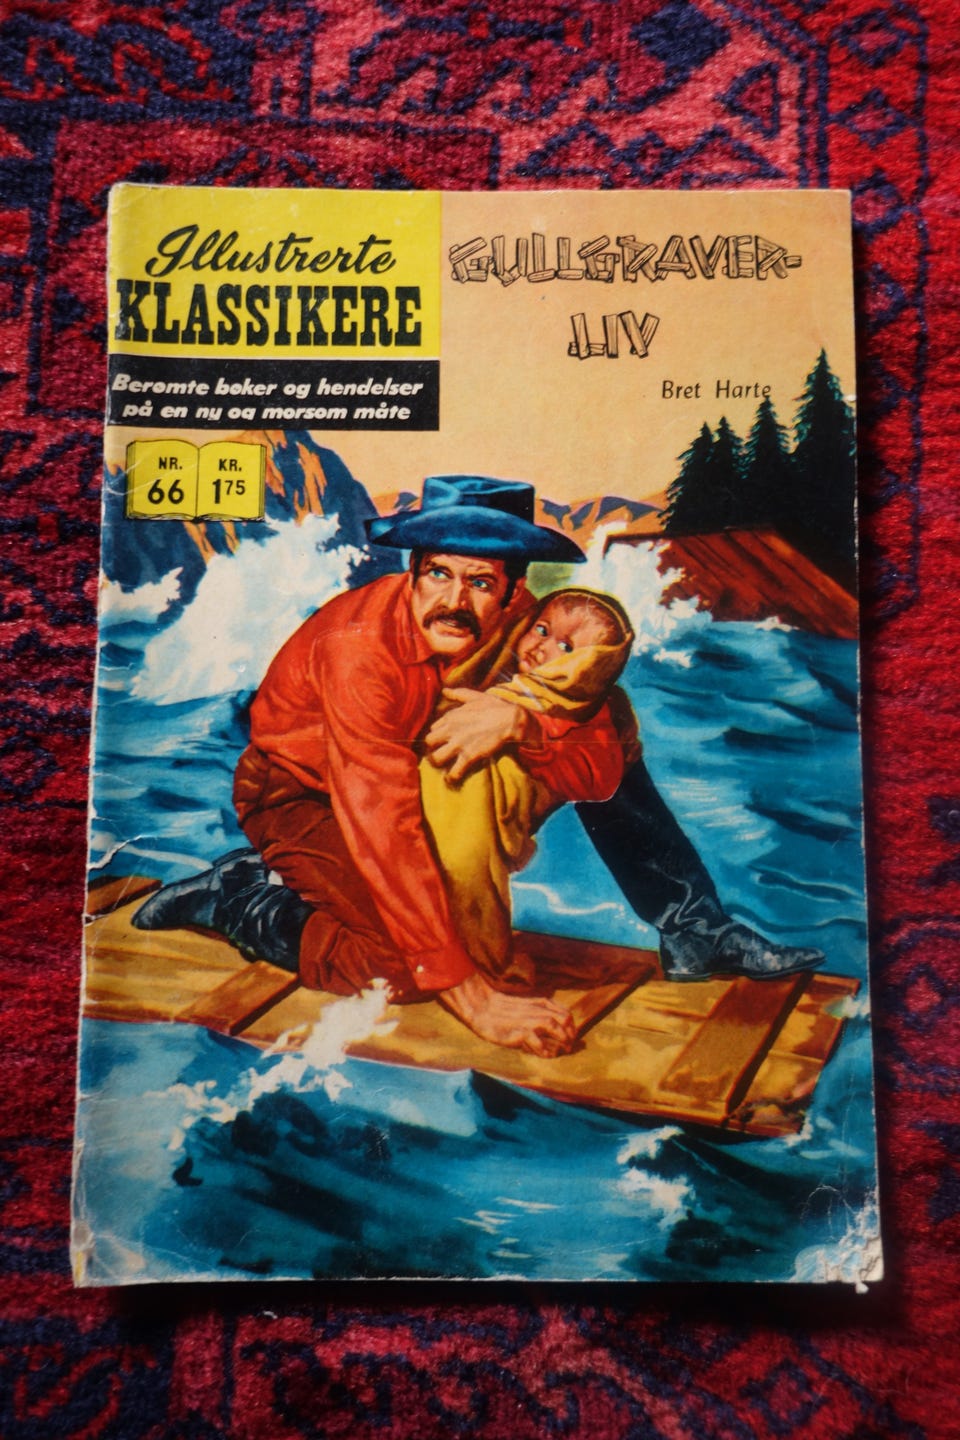 Illustrerte
KLASSIKERE
Berømte bøker og hendelser
på en ny og morsom måte
NR.
66
KR.
1 75
GULLGRAVER-
LIV
Bret Harte